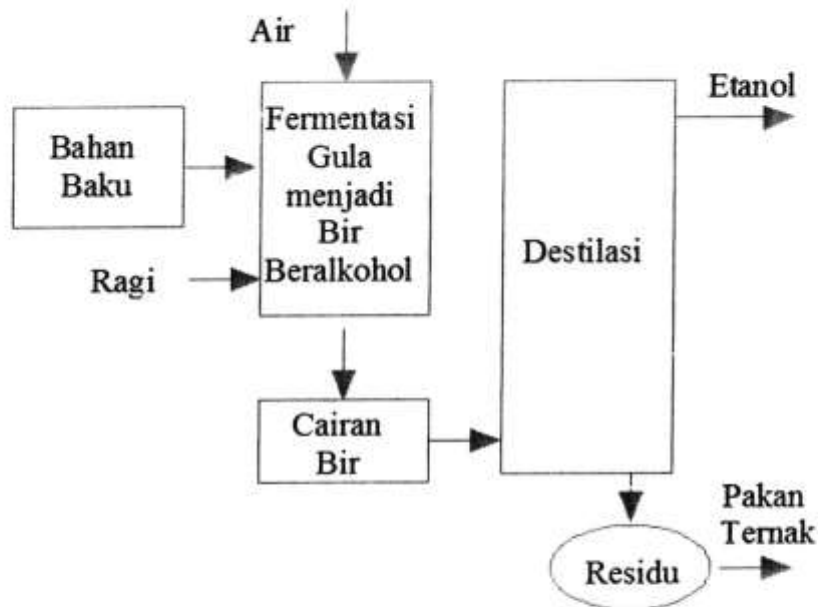 Air
Bahan
Baku
Ragi
Fermentasi
Gula
menjadi
Bir
Beralkohol
Cairan
Bir
Destilasi
Etanol
Residu
Pakan
Ternak